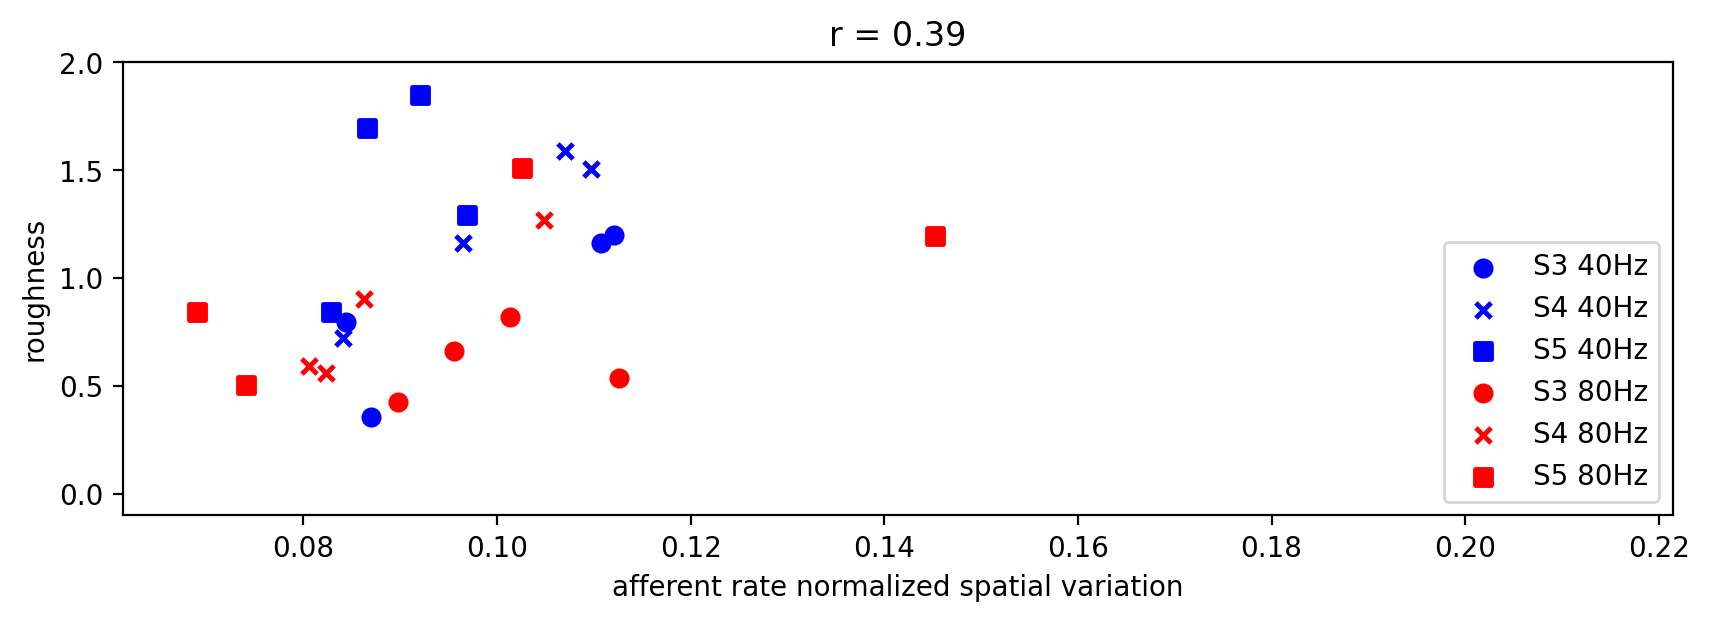 r = 0.39
2.0
1.5
1.0
0.5
0.0
roughness
S3 40Hz
S4 40Hz
S5 40Hz
S3 80Hz
S4 80Hz
S5 80Hz
0.08 0.10 0.12 0.14 0.16 0.18 0.20 0.22
afferent rate normalized spatial variation